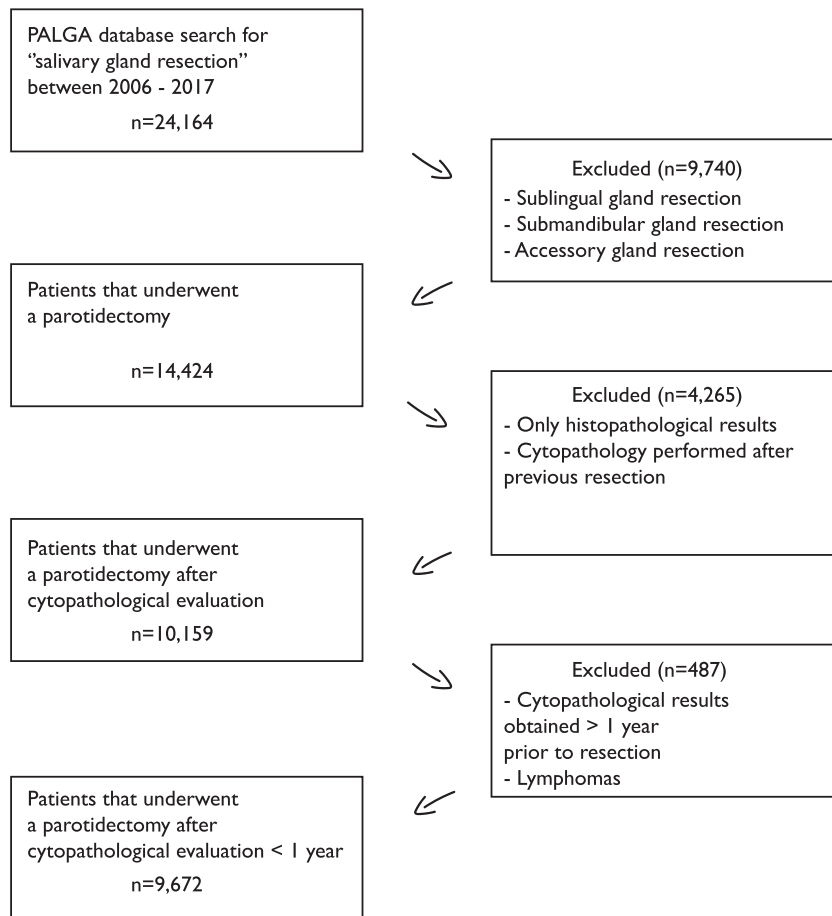 PALGA database search for
‘’salivary gland resection’’
between 2006 - 2017
n=24,164
Excluded (n=9,740)
- Sublingual gland resection
- Submandibular gland resection
- Accessory gland resection
Patients that underwent
a parotidectomy
n=14,424
Excluded (n=4,265)
- Only histopathological results
- Cytopathology performed after
previous resection
Patients that underwent
a parotidectomy after
cytopathological evaluation
n=10,159
Excluded (n=487)
- Cytopathological results
obtained > 1 year
prior to resection
- Lymphomas
Patients that underwent
a parotidectomy after
cytopathological evaluation < 1 year
n=9,672